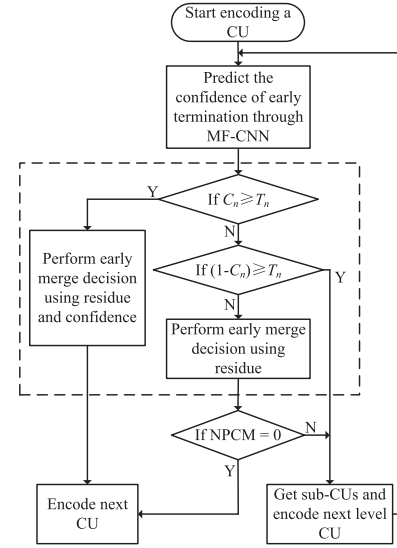 Start encoding a
CU
Predict the
confidence of early
termination through
MF-CNN
If Cn⩾Tn
Y
N
Perform early
merge decision
using residue
and confidence
If (1-Cn)⩾Tn
Y
N
Perform early merge
decision using
residue
If NPCM = 0
N
Y
Encode next
CU
Get sub-CUs and
encode next level
CU